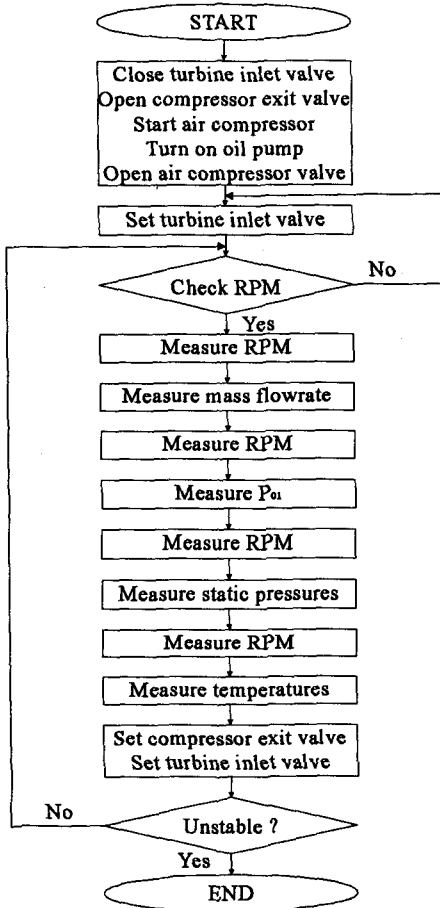 START
Close turbine inlet valve
Open compressor exit valve
Start air compressor
Turn on oil pump
Open air compressor valve
Set turbine inlet valve
No
Check RPM
Yes
Measure RPM
Measure mass flowrate
Measure RPM
Measure P₀₁
Measure RPM
Measure static pressures
Measure RPM
Measure temperatures
Set compressor exit valve
Set turbine inlet valve
No
Unstable ?
Yes
END